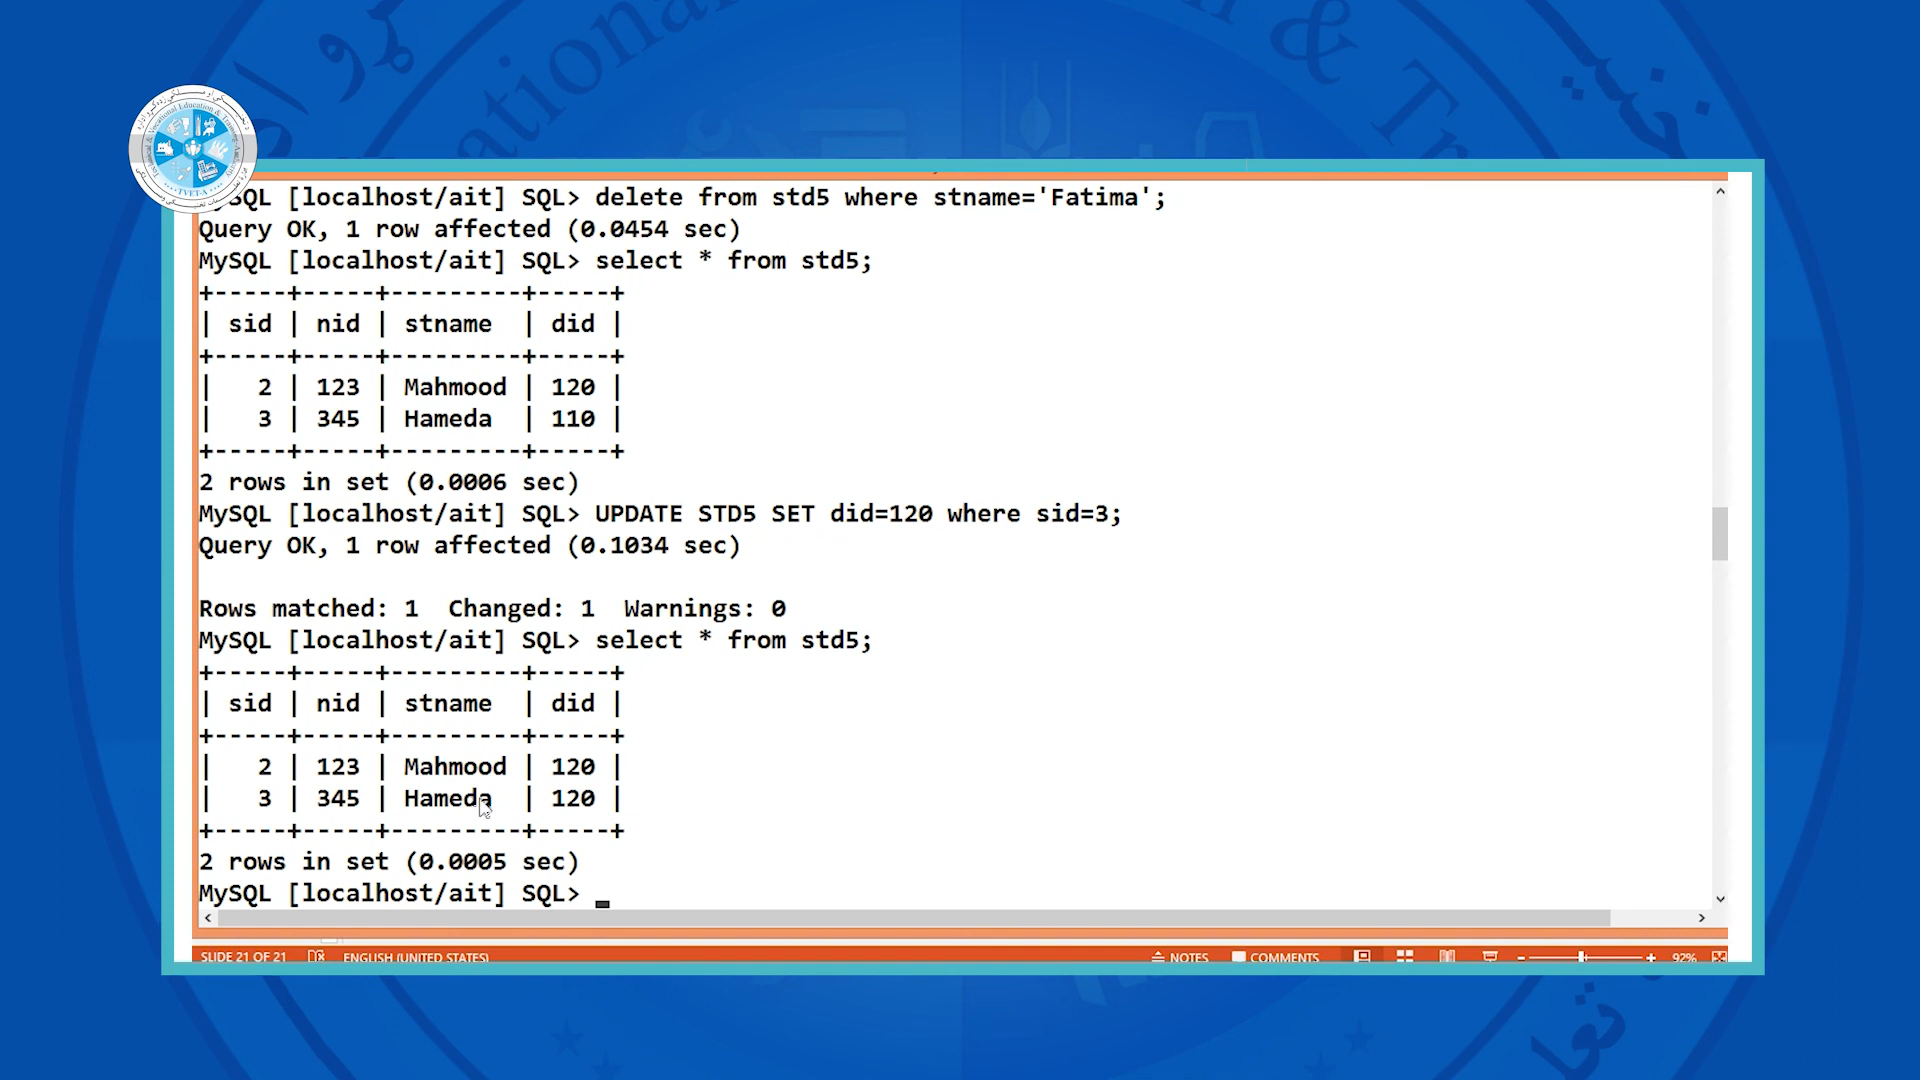 MySQL [localhost/ait] SQL> delete from std5 where stname='Fatima';
Query OK, 1 row affected (0.0454 sec)
MySQL [localhost/ait] SQL> select * from std5;
+-----+-----+---------+-----+
| sid | nid | stname  | did |
+-----+-----+---------+-----+
|   2 | 123 | Mahmood | 120 |
|   3 | 345 | Hameda  | 110 |
+-----+-----+---------+-----+
2 rows in set (0.0006 sec)
MySQL [localhost/ait] SQL> UPDATE STD5 SET did=120 where sid=3;
Query OK, 1 row affected (0.1034 sec)
Rows matched: 1  Changed: 1  Warnings: 0
MySQL [localhost/ait] SQL> select * from std5;
+-----+-----+---------+-----+
| sid | nid | stname  | did |
+-----+-----+---------+-----+
|   2 | 123 | Mahmood | 120 |
|   3 | 345 | Hameda  | 120 |
+-----+-----+---------+-----+
2 rows in set (0.0005 sec)
MySQL [localhost/ait] SQL>
SLIDE 21 OF 21 ENGLISH (UNITED STATES) NOTES COMMENTS 92%